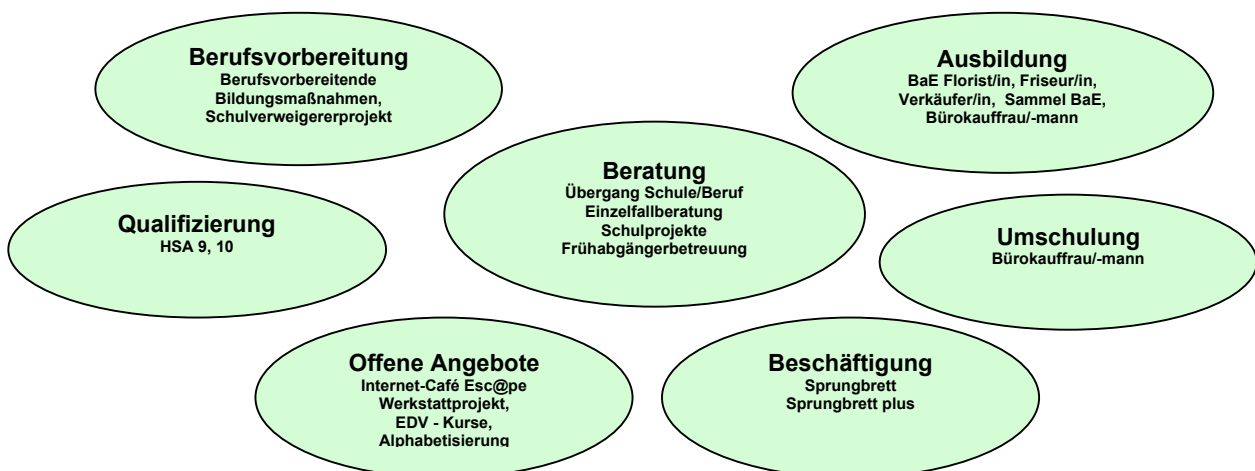 Berufsvorbereitung
Berufsvorbereitende
Bildungsmaßnahmen,
Schulverweigererprojekt
Ausbildung
BaE Florist/in, Friseur/in,
Verkäufer/in, Sammel BaE,
Bürokauffrau/-mann
Beratung
Übergang Schule/Beruf
Einzelfallberatung
Schulprojekte
Frühabgängerbetreuung
Qualifizierung
HSA 9, 10
Umschulung
Bürokauffrau/-mann
Offene Angebote
Internet-Café Esc@pe
Werkstattprojekt,
EDV - Kurse,
Alphabetisierung
Beschäftigung
Sprungbrett
Sprungbrett plus